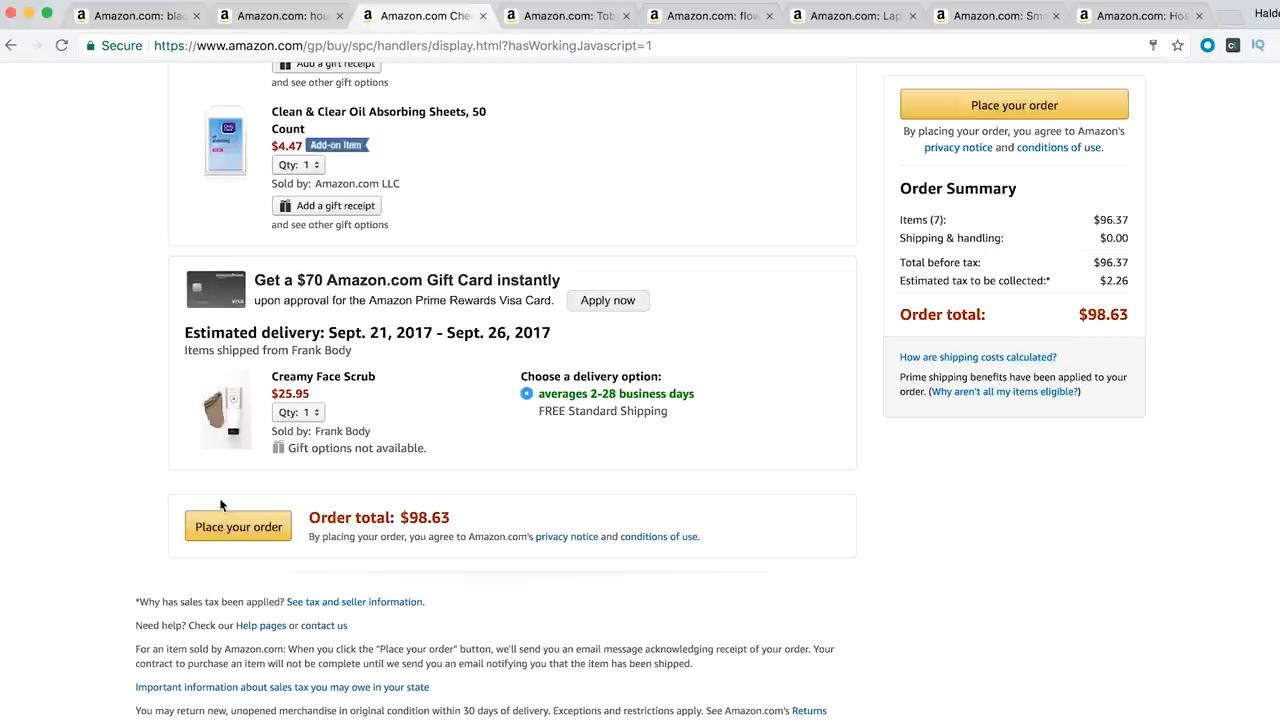 Amazon.com: blac
Amazon.com: hou
Amazon.com Chec
Amazon.com: Tob
Amazon.com: flow
Amazon.com: Lap
Amazon.com: Sm
Amazon.com: Hos
Halde
Secure https://www.amazon.com/gp/buy/spc/handlers/display.html?hasWorkingJavascript=1
Add a gift receipt
and see other gift options
Clean & Clear Oil Absorbing Sheets, 50
Count
$4.47 Add-on Item
Qty: 1
Sold by: Amazon.com LLC
Add a gift receipt
and see other gift options
Get a $70 Amazon.com Gift Card instantly
upon approval for the Amazon Prime Rewards Visa Card. Apply now
Estimated delivery: Sept. 21, 2017 - Sept. 26, 2017
Items shipped from Frank Body
Creamy Face Scrub
$25.95
Qty: 1
Sold by: Frank Body
Gift options not available.
Choose a delivery option:
averages 2-28 business days
FREE Standard Shipping
Place your order
Order total: $98.63
By placing your order, you agree to Amazon.com's privacy notice and conditions of use.
*Why has sales tax been applied? See tax and seller information.
Need help? Check our Help pages or contact us
For an item sold by Amazon.com: When you click the "Place your order" button, we'll send you an email message acknowledging receipt of your order. Your
contract to purchase an item will not be complete until we send you an email notifying you that the item has been shipped.
Important information about sales tax you may owe in your state
You may return new, unopened merchandise in original condition within 30 days of delivery. Exceptions and restrictions apply. See Amazon.com's Returns
Place your order
By placing your order, you agree to Amazon's
privacy notice and conditions of use.
Order Summary
Items (7): $96.37
Shipping & handling: $0.00
Total before tax: $96.37
Estimated tax to be collected:* $2.26
Order total: $98.63
How are shipping costs calculated?
Prime shipping benefits have been applied to your
order. (Why aren't all my items eligible?)